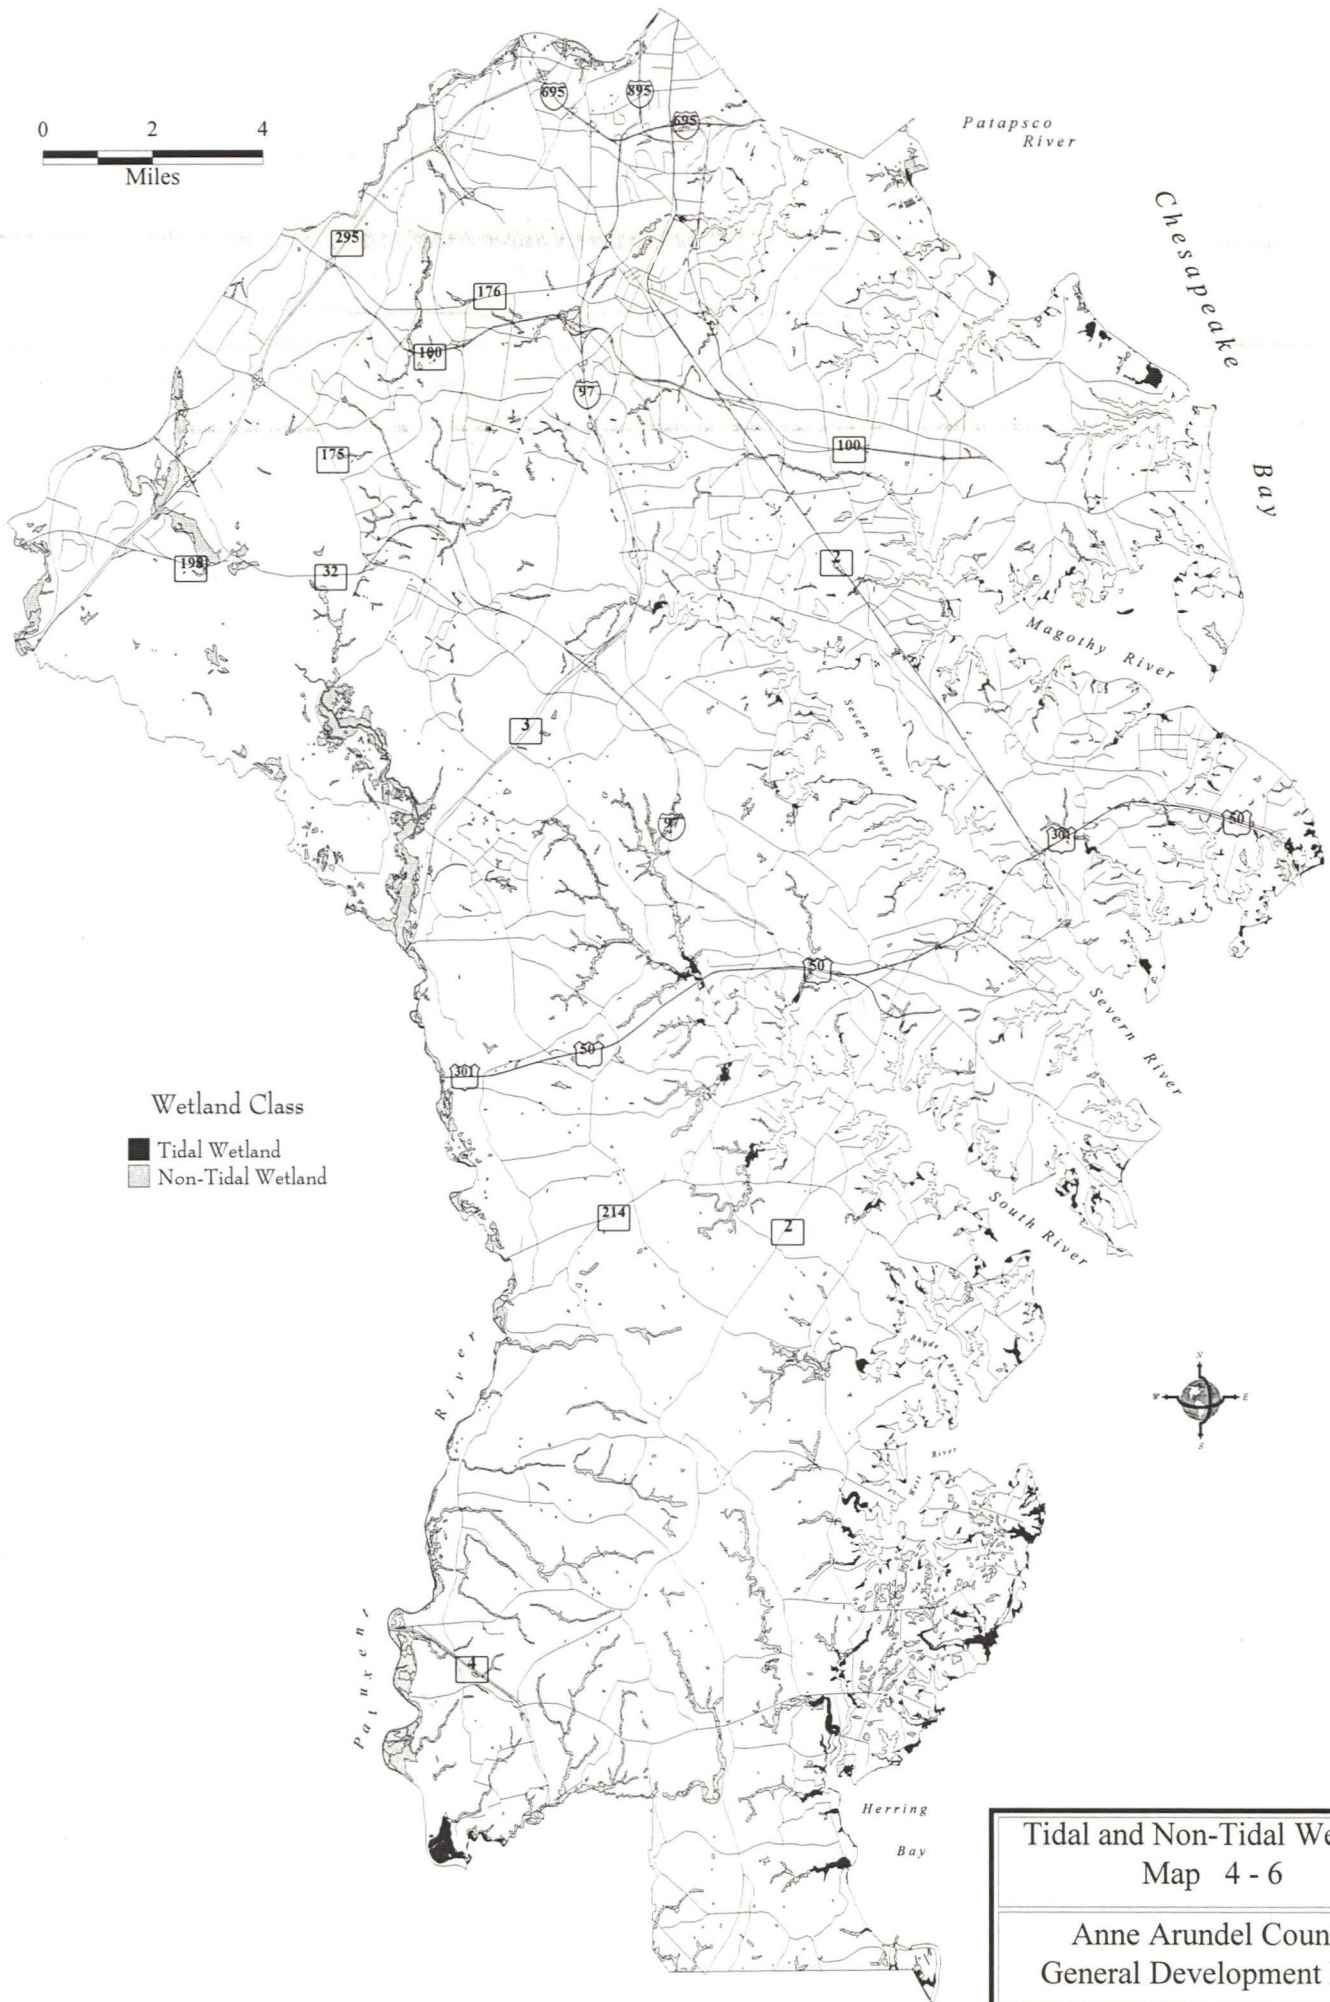 0 2 4
Miles
695
895
695
Patapsco
River
Chesapeake
Bay
295
176
100
97
175
100
198
32
2
Magothy River
Severn River
3
97
301
50
50
Severn River
50
301
Wetland Class
Tidal Wetland
Non-Tidal Wetland
214
2
South River
Rhode River
N
W E
S
River
West River
4
Herring
Bay
Tidal and Non-Tidal We
Map 4 - 6
Anne Arundel Coun
General Development